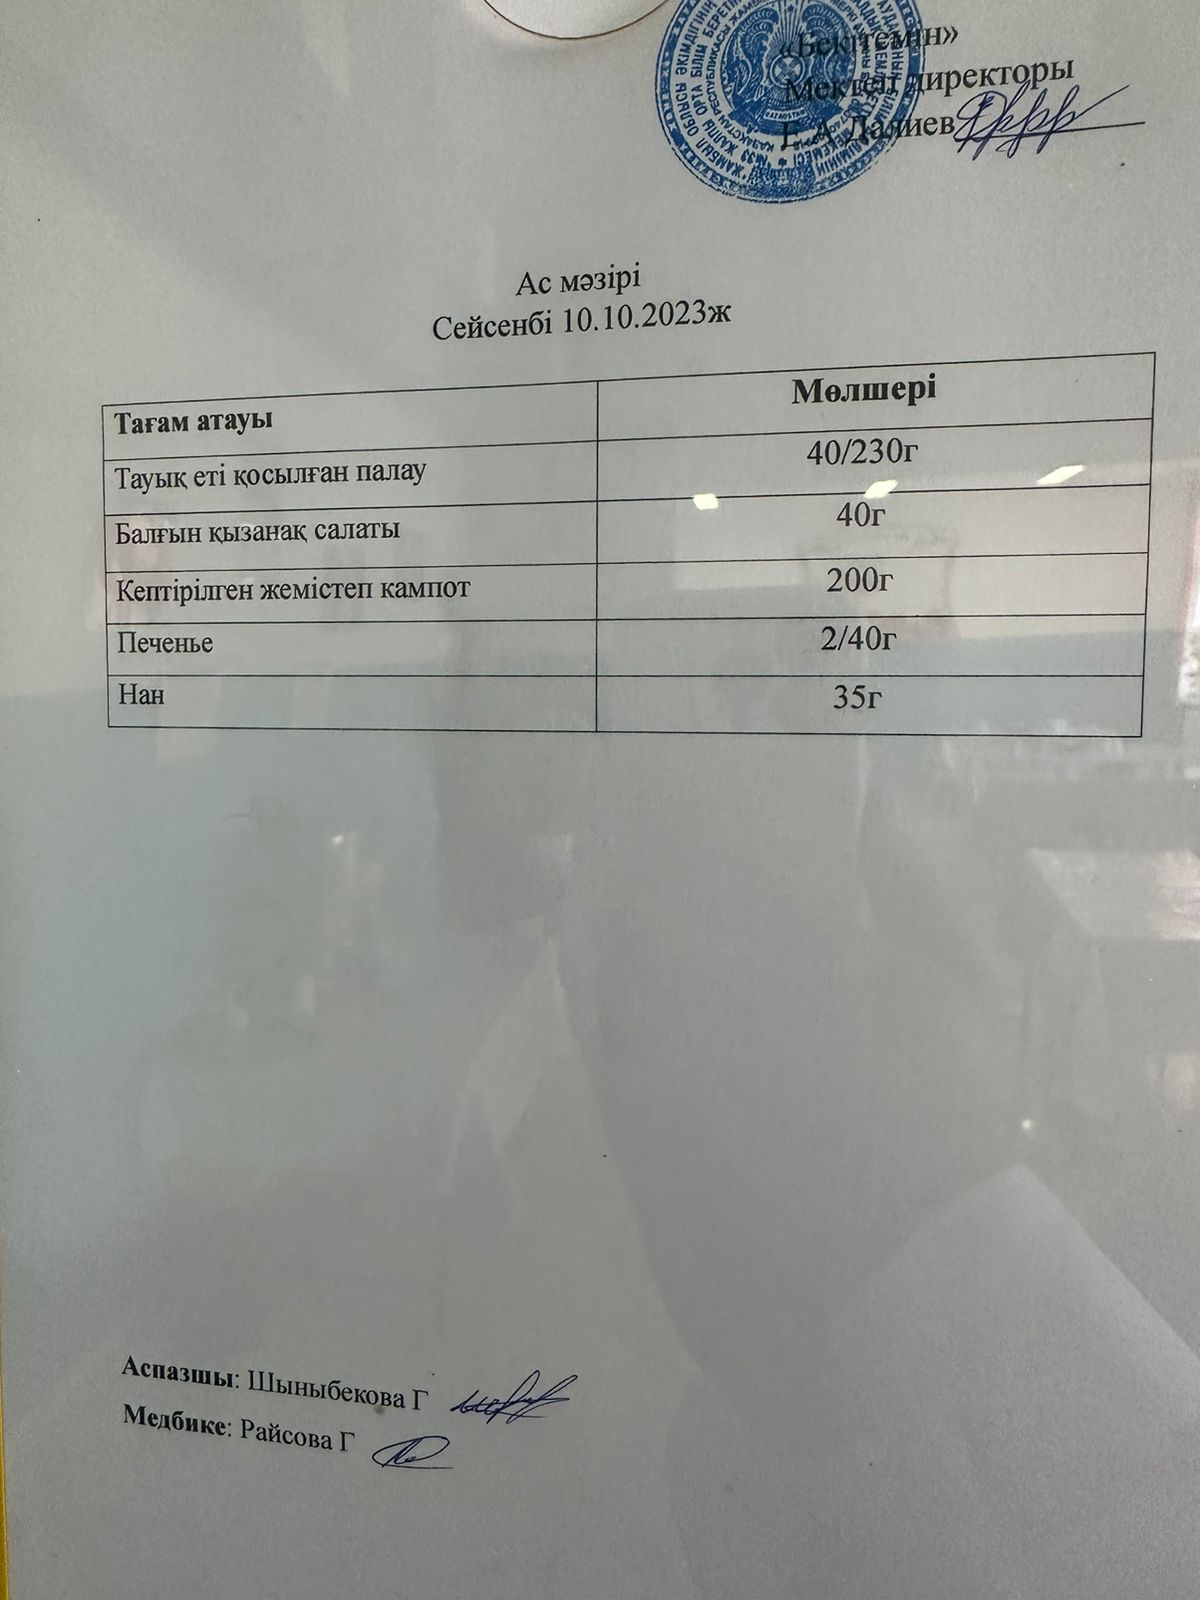 «Бекітемін»
Мектеп директоры
Г.А.Далиев
Ас мәзірі
Сейсенбі 10.10.2023ж
Тағам атауы Мөлшері
Тауық еті қосылған палау 40/230г
Балғын қызанақ салаты 40г
Кептірілген жемістеп кампот 200г
Печенье 2/40г
Нан 35г
Аспазшы: Шыныбекова Г
Медбике: Райсова Г